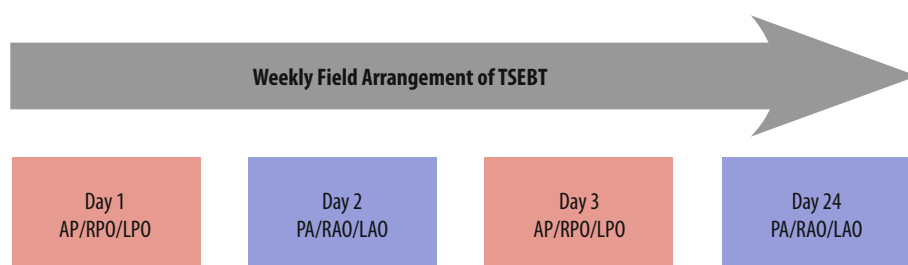 Weekly Field Arrangement of TSEBT
Day 1
AP/RPO/LPO
Day 2
PA/RAO/LAO
Day 3
AP/RPO/LPO
Day 24
PA/RAO/LAO